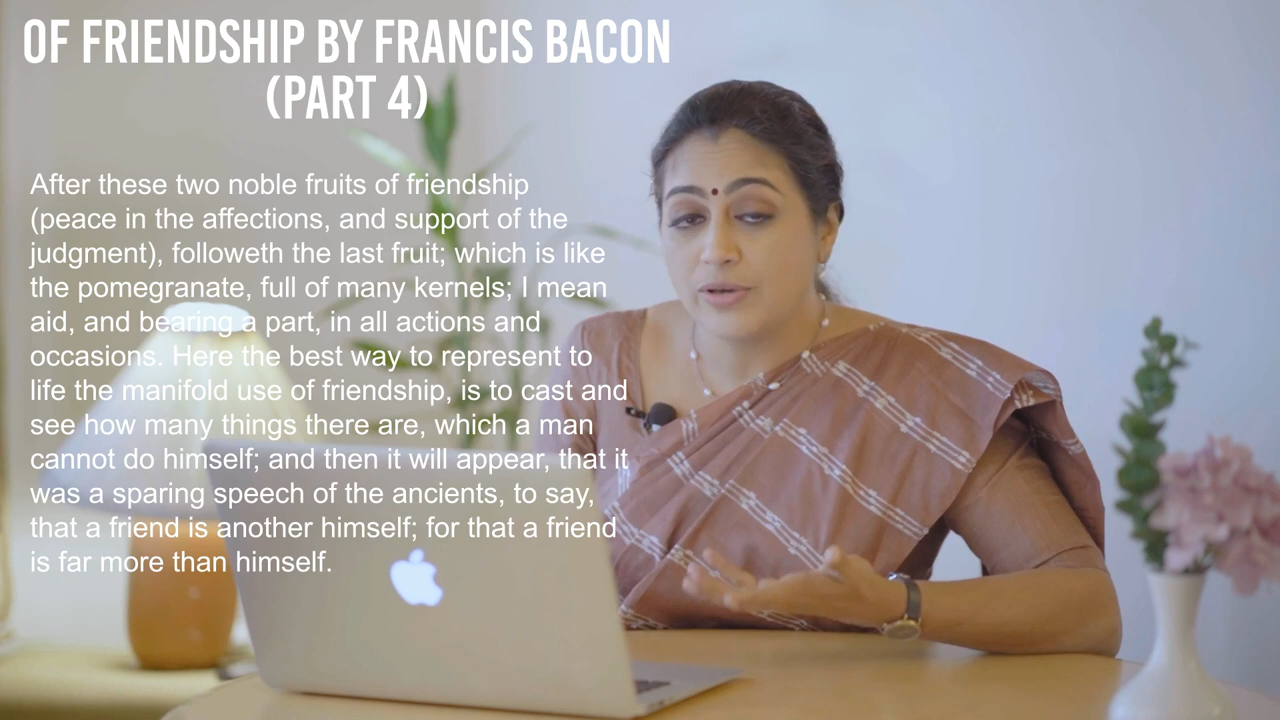 OF FRIENDSHIP BY FRANCIS BACON
(PART 4)
After these two noble fruits of friendship
(peace in the affections, and support of the
judgment), followeth the last fruit; which is like
the pomegranate, full of many kernels; I mean
aid, and bearing a part, in all actions and
occasions. Here the best way to represent to
life the manifold use of friendship, is to cast and
see how many things there are, which a man
cannot do himself; and then it will appear, that it
was a sparing speech of the ancients, to say,
that a friend is another himself; for that a friend
is far more than himself.